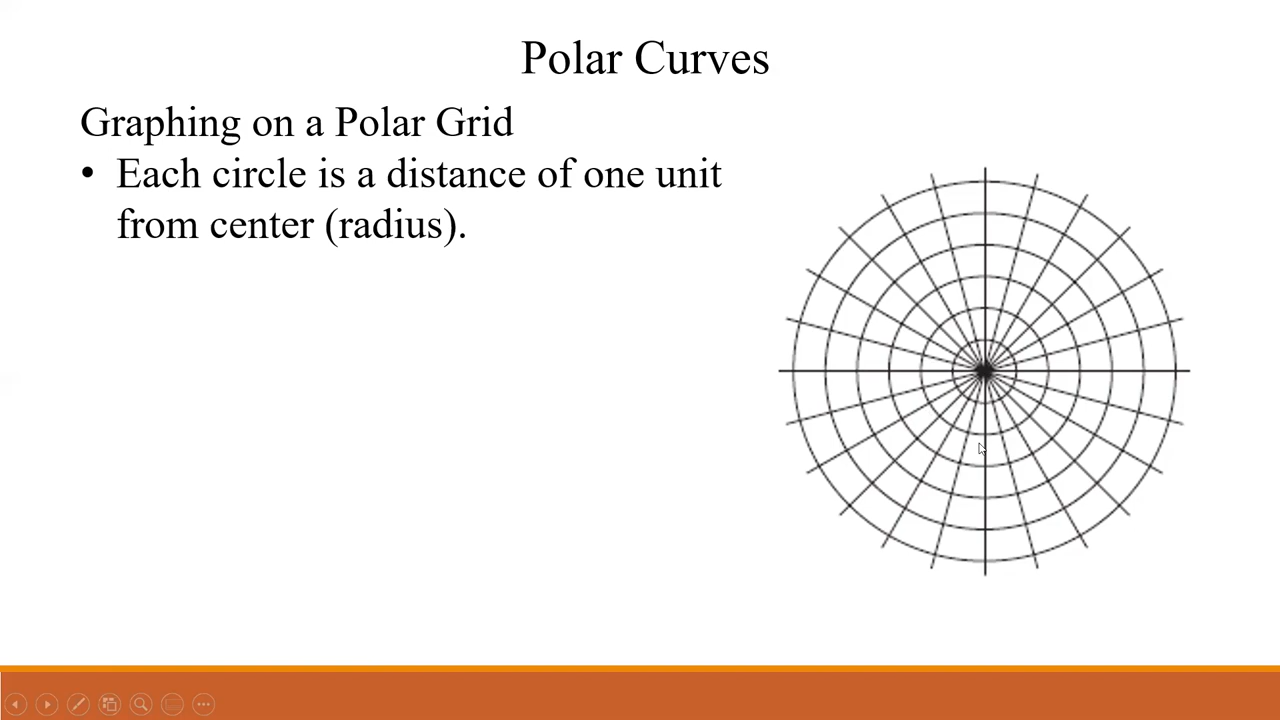 Polar Curves
Graphing on a Polar Grid
• Each circle is a distance of one unit
from center (radius).